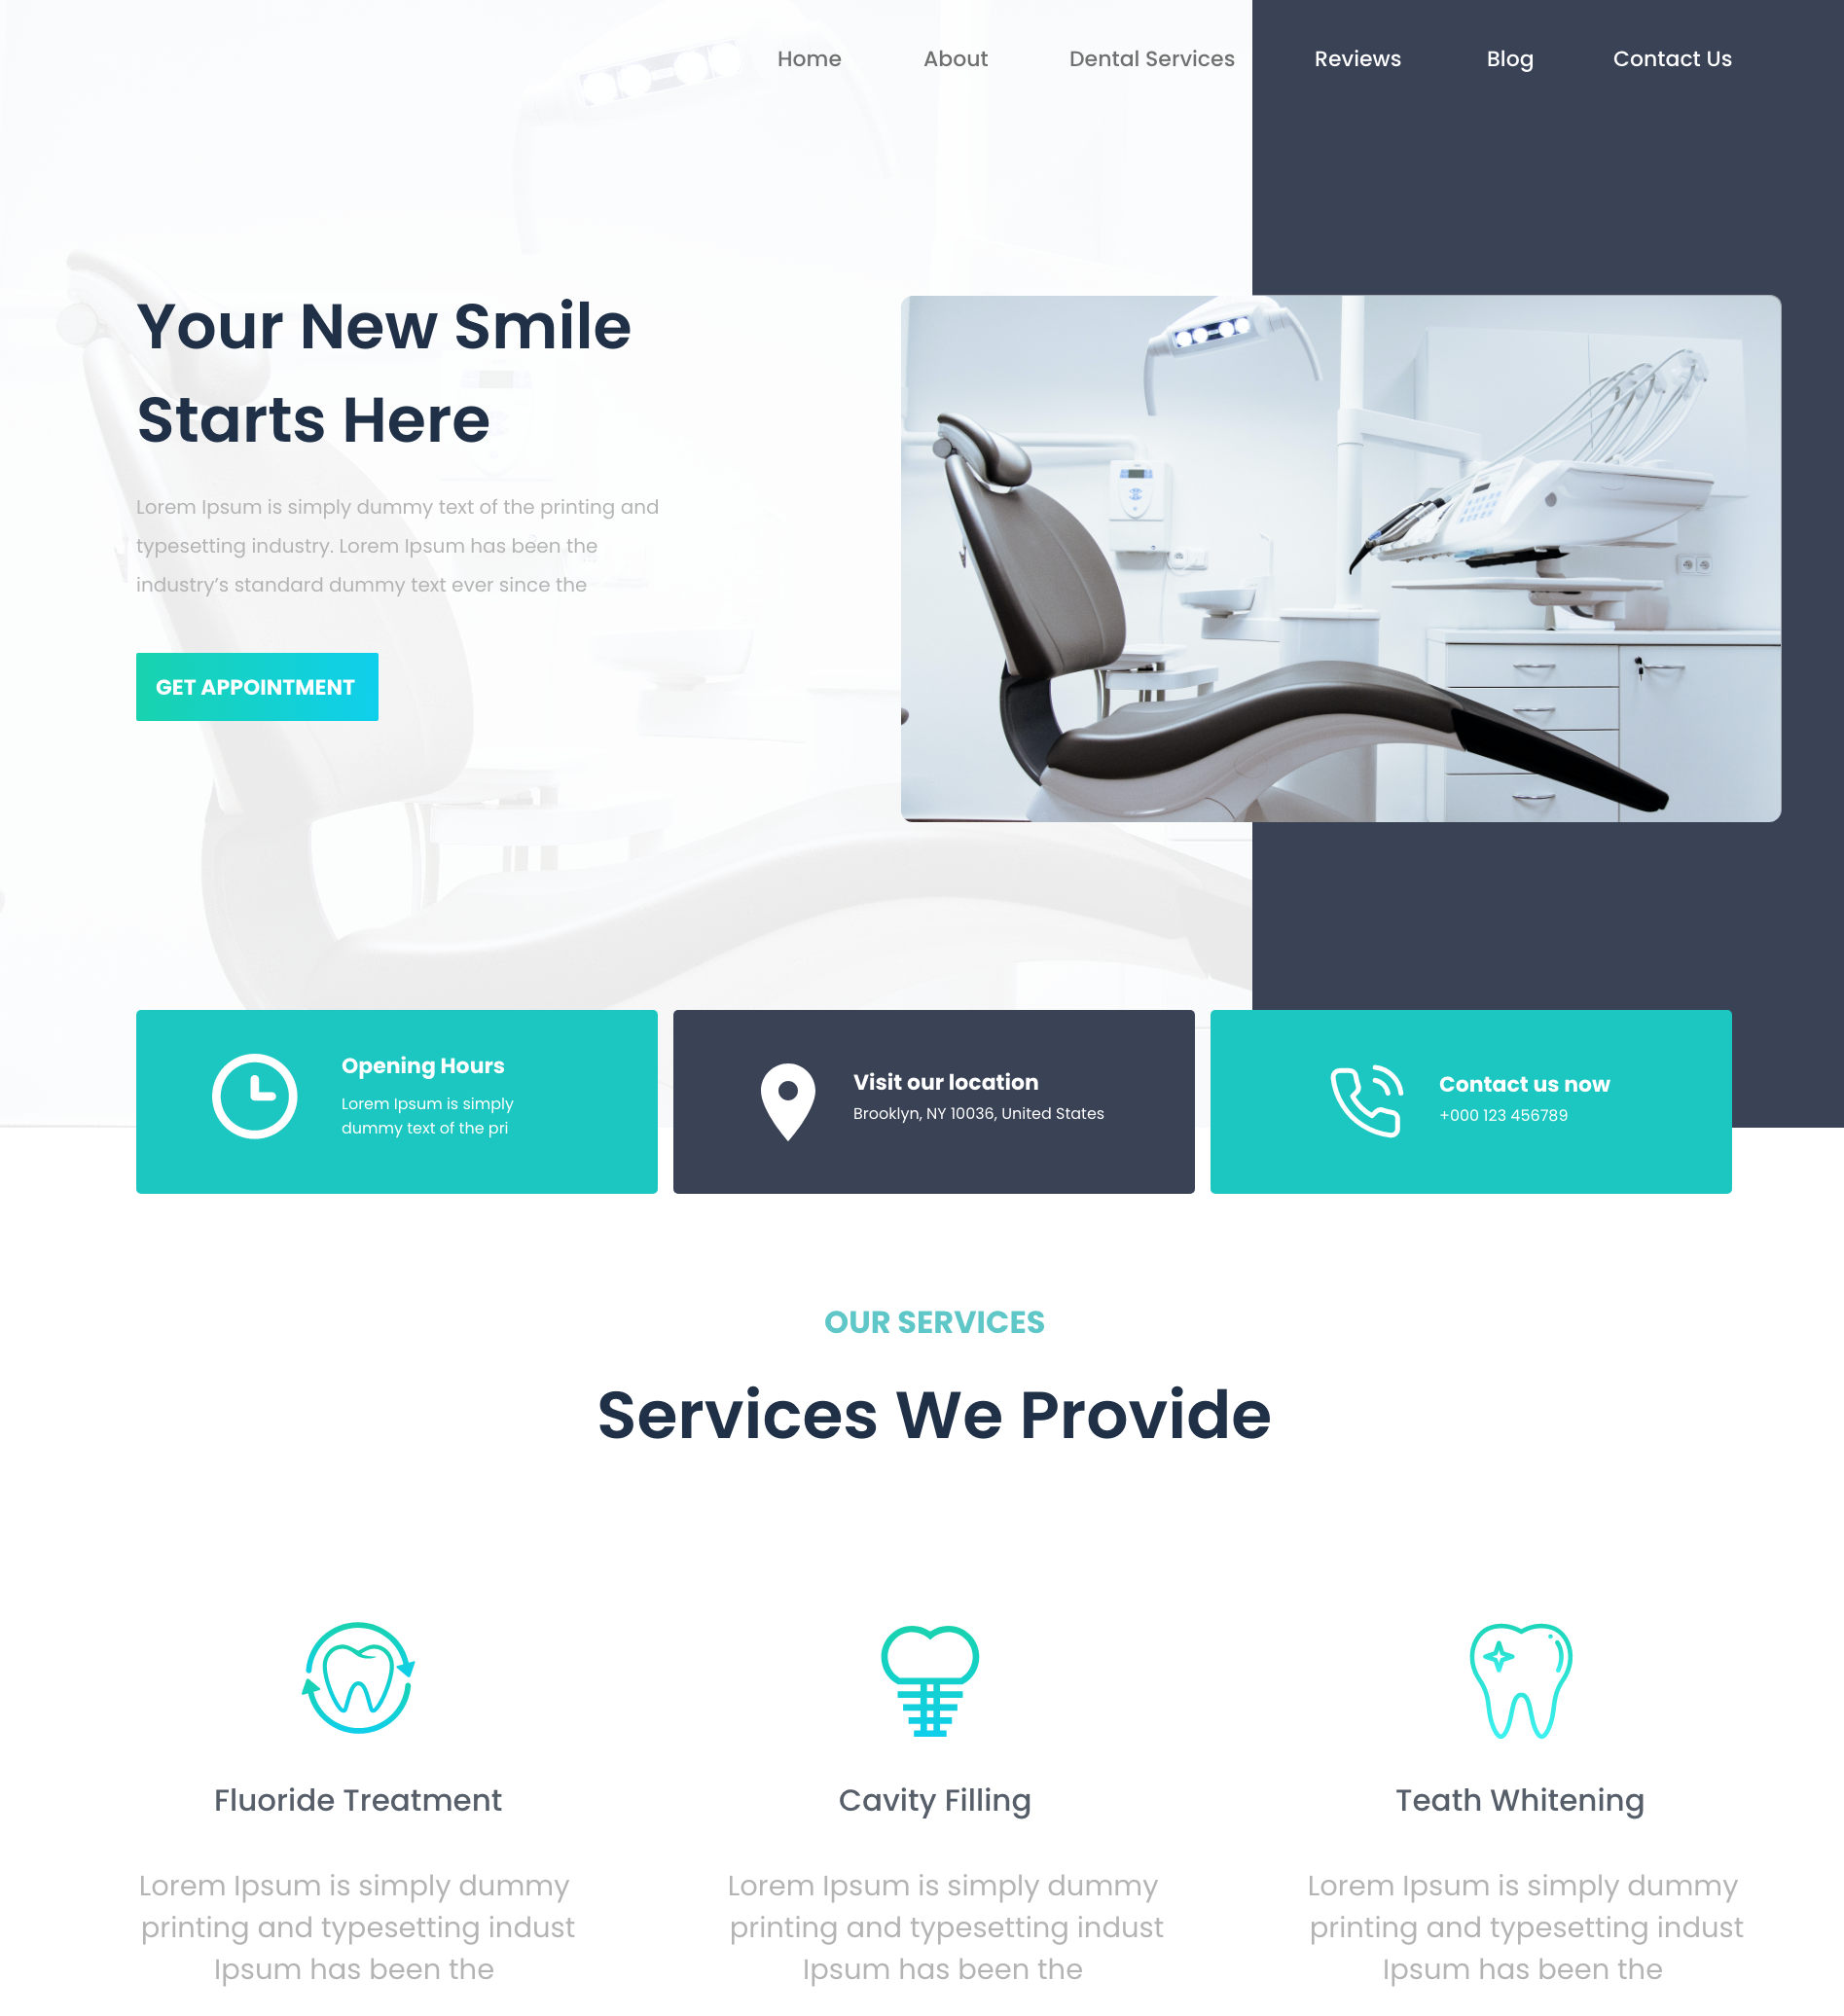 Home About Dental Services Reviews Blog Contact Us
Your New Smile
Starts Here
Lorem Ipsum is simply dummy text of the printing and
typesetting industry. Lorem Ipsum has been the
industry’s standard dummy text ever since the
GET APPOINTMENT
Opening Hours
Lorem Ipsum is simply
dummy text of the pri
Visit our location
Brooklyn, NY 10036, United States
Contact us now
+000 123 456789
OUR SERVICES
Services We Provide
Fluoride Treatment
Lorem Ipsum is simply dummy
printing and typesetting indust
Ipsum has been the
Cavity Filling
Lorem Ipsum is simply dummy
printing and typesetting indust
Ipsum has been the
Teath Whitening
Lorem Ipsum is simply dummy
printing and typesetting indust
Ipsum has been the